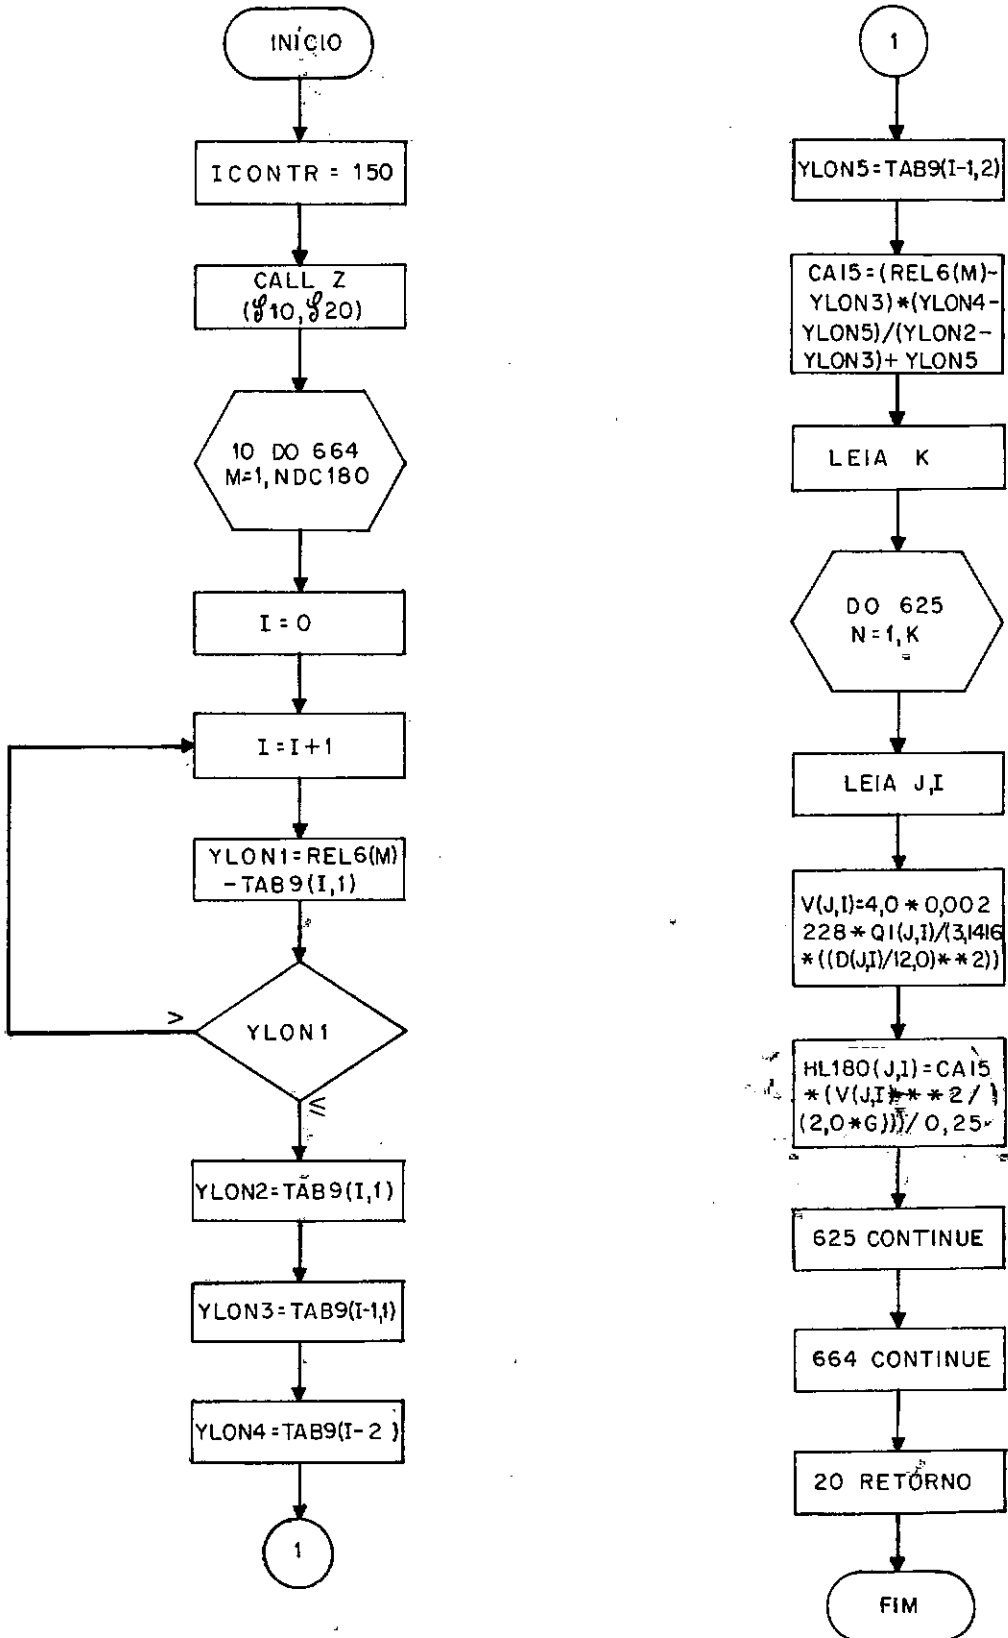 INÍCIO
ICONTR = 150
CALL Z
(&10, &20)
10 DO 664
M=1, NDC180
I = 0
I = I+1
YLON1=REL6(M)
-TAB9(I,1)
>
YLON1
≤
YLON2=TAB9(I,1)
YLON3=TAB9(I-1,1)
YLON4=TAB9(I-2 )
1
1
YLON5=TAB9(I-1,2)
CAI5=(REL6(M)-
YLON3)*(YLON4-
YLON5)/(YLON2-
YLON3)+ YLON5
LEIA K
DO 625
N=1, K
LEIA J,I
V(J,I)=4,0 * 0,002
228 * Q1(J,I)/(3,1416
*((D(J,I)/12,0)**2))
HL180(J,I)=CAI5
*(V(J,I)**2/
(2,0*G)))/0,25
625 CONTINUE
664 CONTINUE
20 RETÔRNO
FIM